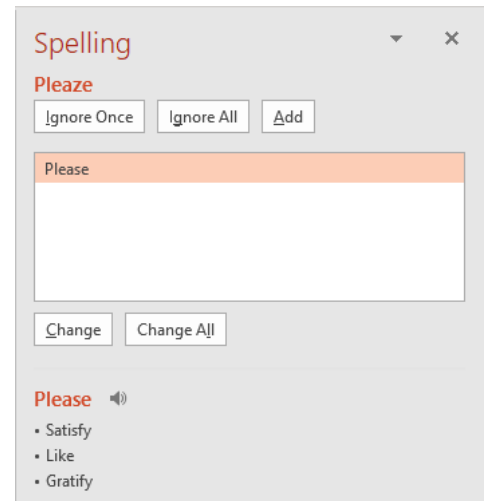 Spelling
Pleaze
Ignore Once Ignore All Add
Please
Change Change All
Please
• Satisfy
• Like
• Gratify